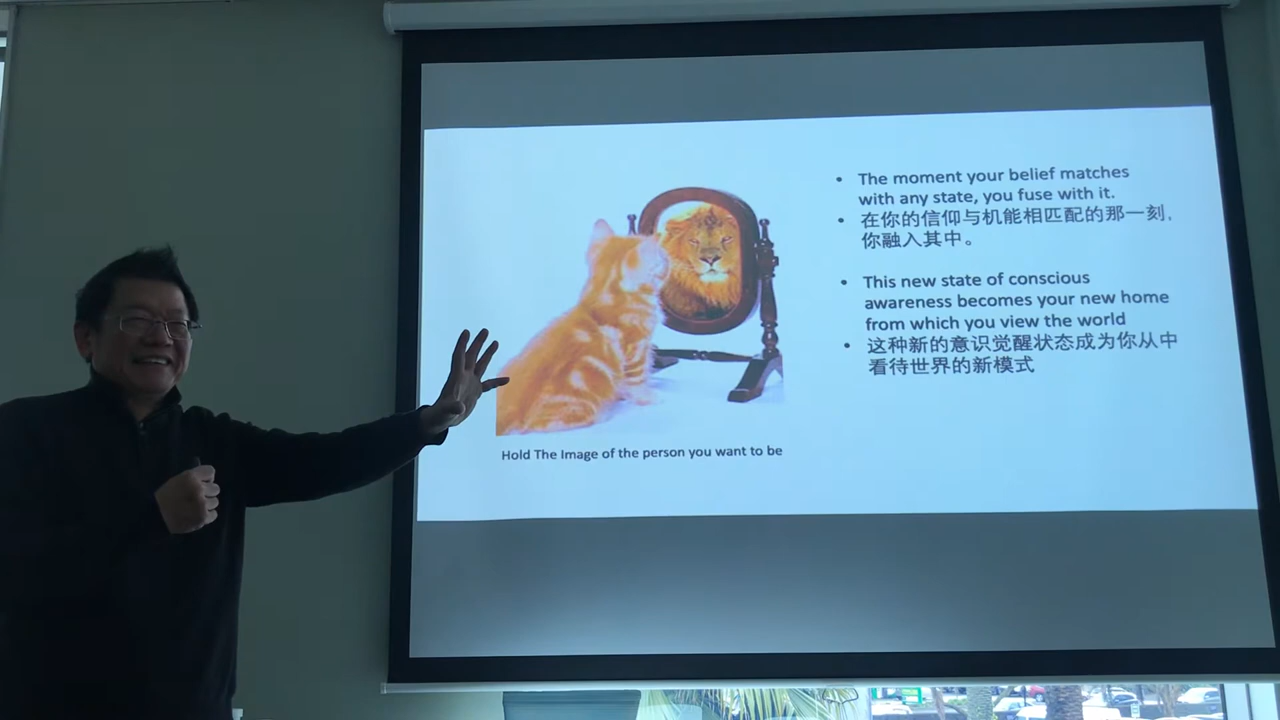 Hold The Image of the person you want to be
• The moment your belief matches
with any state, you fuse with it.
• 在你的信仰与机能相匹配的那一刻，
你融入其中。
• This new state of conscious
awareness becomes your new home
from which you view the world
• 这种新的意识觉醒状态成为你从中
看待世界的新模式